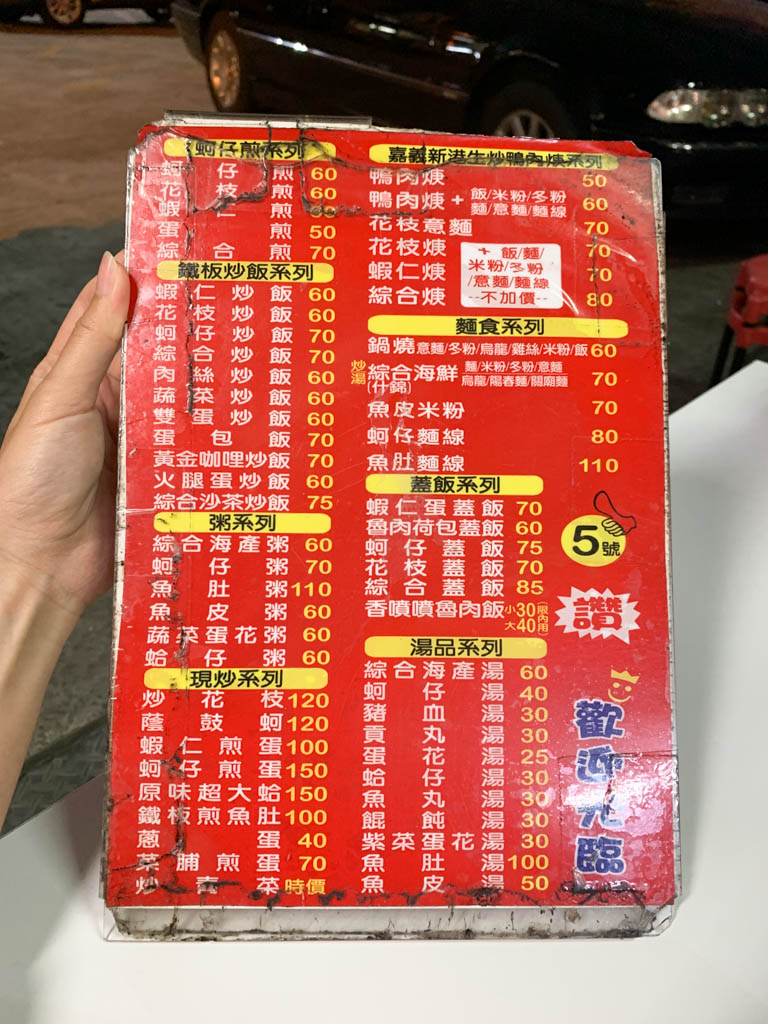 蚵仔煎系列
蚵仔煎 60
花枝煎 60
蝦仁煎
蛋煎 50
綜合煎 70
鐵板炒飯系列
蝦仁炒飯 60
花枝炒飯 60
蚵仔炒飯 70
綜合炒飯 70
肉絲炒飯 60
蔬菜炒飯 60
雙蛋炒飯 60
蛋包飯 70
黃金咖哩炒飯 70
火腿蛋炒飯 60
綜合沙茶炒飯 75
粥系列
綜合海產粥 60
蚵仔粥 70
魚肚粥 110
魚皮粥 60
蔬菜蛋花粥 60
蛤仔粥 60
現炒系列
炒花枝 120
蔭鼓蚵 120
蝦仁煎蛋 100
蚵仔煎蛋 150
原味超大蛤 150
鐵板煎魚肚 100
蔥蛋 40
菜脯煎蛋 70
炒青菜 時價
嘉義新港生炒鴨肉焿系列
鴨肉焿 50
鴨肉焿+飯/米粉/冬粉 麵/意麵/麵線 60
花枝意麵 70
花枝焿 70
蝦仁焿 70
綜合焿 80
+飯/麵/
米粉/冬粉
/意麵/麵線
--不加價--
麵食系列
鍋燒意麵/冬粉/烏龍/雞絲/米粉/飯 60
炒湯 綜合海鮮(什錦) 麵/米粉/冬粉/意麵 烏龍/陽春麵/關廟麵 70
魚皮米粉 70
蚵仔麵線 80
魚肚麵線 110
蓋飯系列
蝦仁蛋蓋飯 70
魯肉荷包蓋飯 60
蚵仔蓋飯 75
花枝蓋飯 70
綜合蓋飯 85
香噴噴魯肉飯 小30 大40 限內用
湯品系列
綜合海產湯 60
蚵仔湯 40
豬血湯 30
貢丸湯 30
蛋花湯 25
蛤仔湯 30
魚丸湯 30
餛飩湯 30
紫菜蛋花湯 30
魚肚湯 100
魚皮湯 50
5號
讚
歡迎光臨